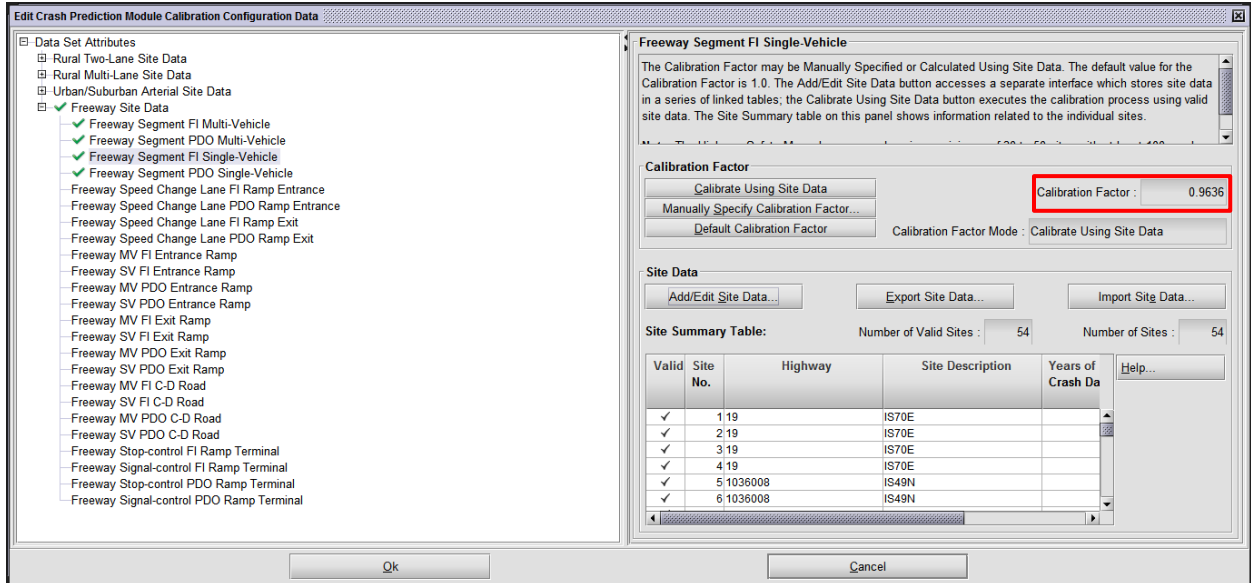 Edit Crash Prediction Module Calibration Configuration Data
Data Set Attributes
Rural Two-Lane Site Data
Rural Multi-Lane Site Data
Urban/Suburban Arterial Site Data
Freeway Site Data
Freeway Segment FI Multi-Vehicle
Freeway Segment PDO Multi-Vehicle
Freeway Segment FI Single-Vehicle
Freeway Segment PDO Single-Vehicle
Freeway Speed Change Lane FI Ramp Entrance
Freeway Speed Change Lane PDO Ramp Entrance
Freeway Speed Change Lane FI Ramp Exit
Freeway Speed Change Lane PDO Ramp Exit
Freeway MV FI Entrance Ramp
Freeway SV FI Entrance Ramp
Freeway MV PDO Entrance Ramp
Freeway SV PDO Entrance Ramp
Freeway MV FI Exit Ramp
Freeway SV FI Exit Ramp
Freeway MV PDO Exit Ramp
Freeway SV PDO Exit Ramp
Freeway MV FI C-D Road
Freeway SV FI C-D Road
Freeway MV PDO C-D Road
Freeway SV PDO C-D Road
Freeway Stop-control FI Ramp Terminal
Freeway Signal-control FI Ramp Terminal
Freeway Stop-control PDO Ramp Terminal
Freeway Signal-control PDO Ramp Terminal
Freeway Segment FI Single-Vehicle
The Calibration Factor may be Manually Specified or Calculated Using Site Data. The default value for the
Calibration Factor is 1.0. The Add/Edit Site Data button accesses a separate interface which stores site data
in a series of linked tables; the Calibrate Using Site Data button executes the calibration process using valid
site data. The Site Summary table on this panel shows information related to the individual sites.
Calibration Factor
Calibrate Using Site Data
Calibration Factor : 0.9636
Manually Specify Calibration Factor...
Default Calibration Factor
Calibration Factor Mode : Calibrate Using Site Data
Site Data
Add/Edit Site Data... Export Site Data... Import Site Data...
Site Summary Table: Number of Valid Sites : 54 Number of Sites : 54
Valid Site No. Highway Site Description Years of Crash Da
Help...
1 19 IS70E
2 19 IS70E
3 19 IS70E
4 19 IS70E
5 1036008 IS49N
6 1036008 IS49N
Ok Cancel